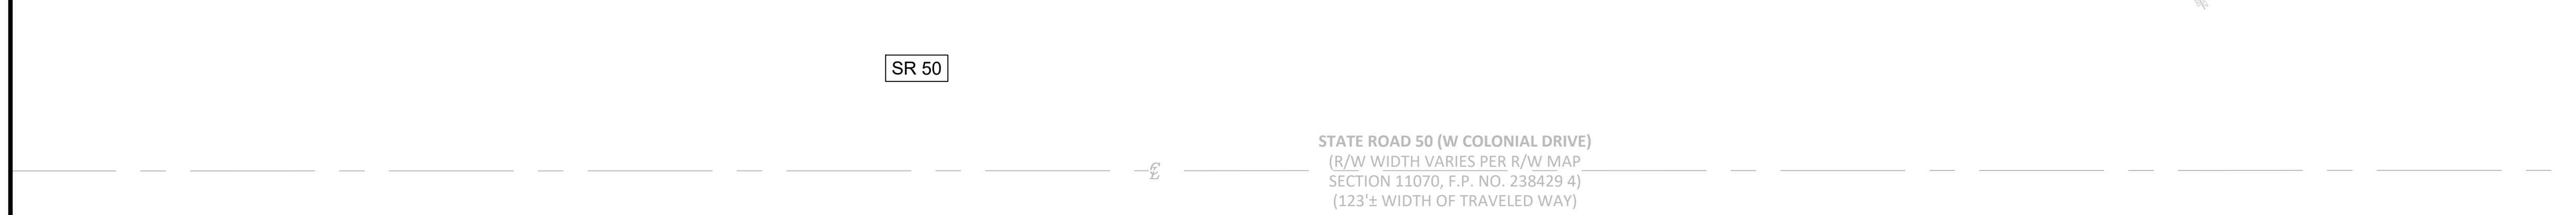 SR 50
STATE ROAD 50 (W COLONIAL DRIVE)
(R/W WIDTH VARIES PER R/W MAP
SECTION 11070, F.P. NO. 238429 4)
(123'± WIDTH OF TRAVELED WAY)